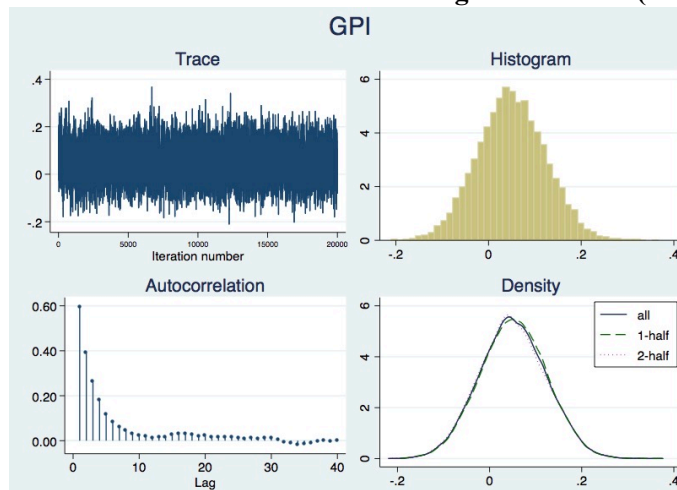 GPI
Trace
.4
.2
0
-.2
0 5000 10000 15000 20000
Iteration number
Histogram
6
4
2
0
-.2 0 .2 .4
Autocorrelation
0.60
0.40
0.20
0.00
0 10 20 30 40
Lag
Density
6
4
2
0
-.2 0 .2 .4
all
1-half
2-half